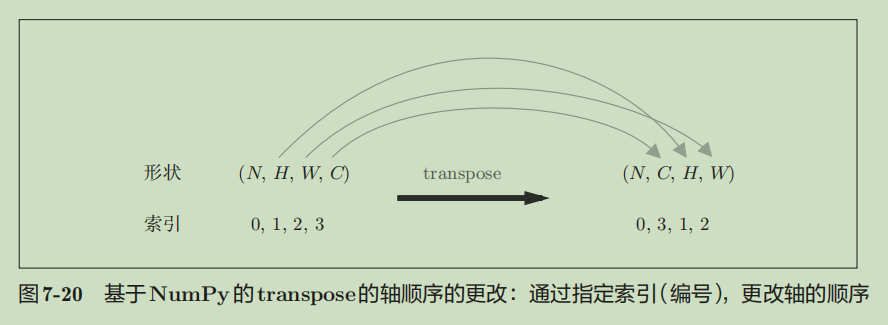 形状 (N, H, W, C) transpose (N, C, H, W)
索引 0, 1, 2, 3 0, 3, 1, 2
图7-20 基于NumPy的transpose的轴顺序的更改：通过指定索引(编号)，更改轴的顺序